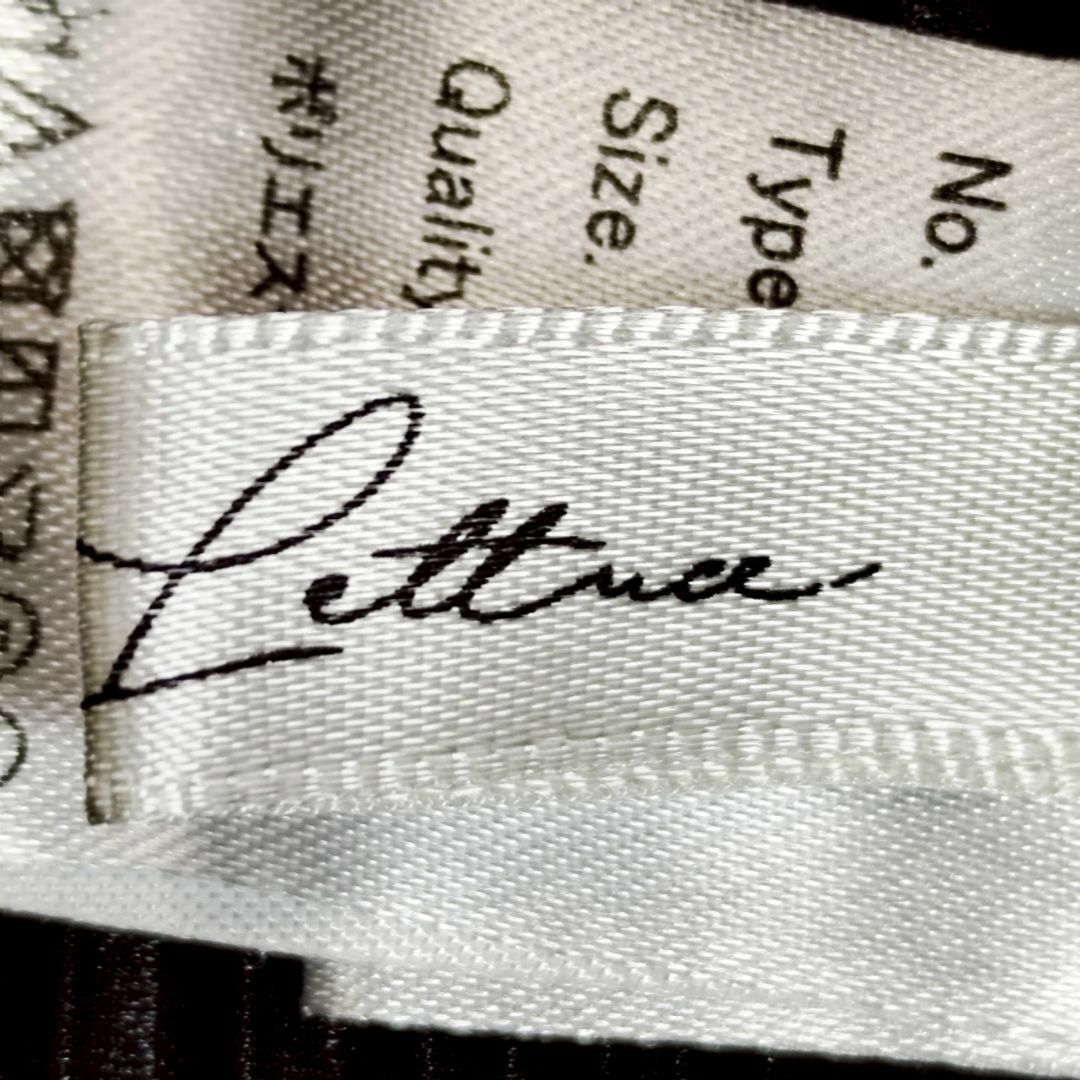 No.
Type
Size.
Quality
ポリエス
Lettuce